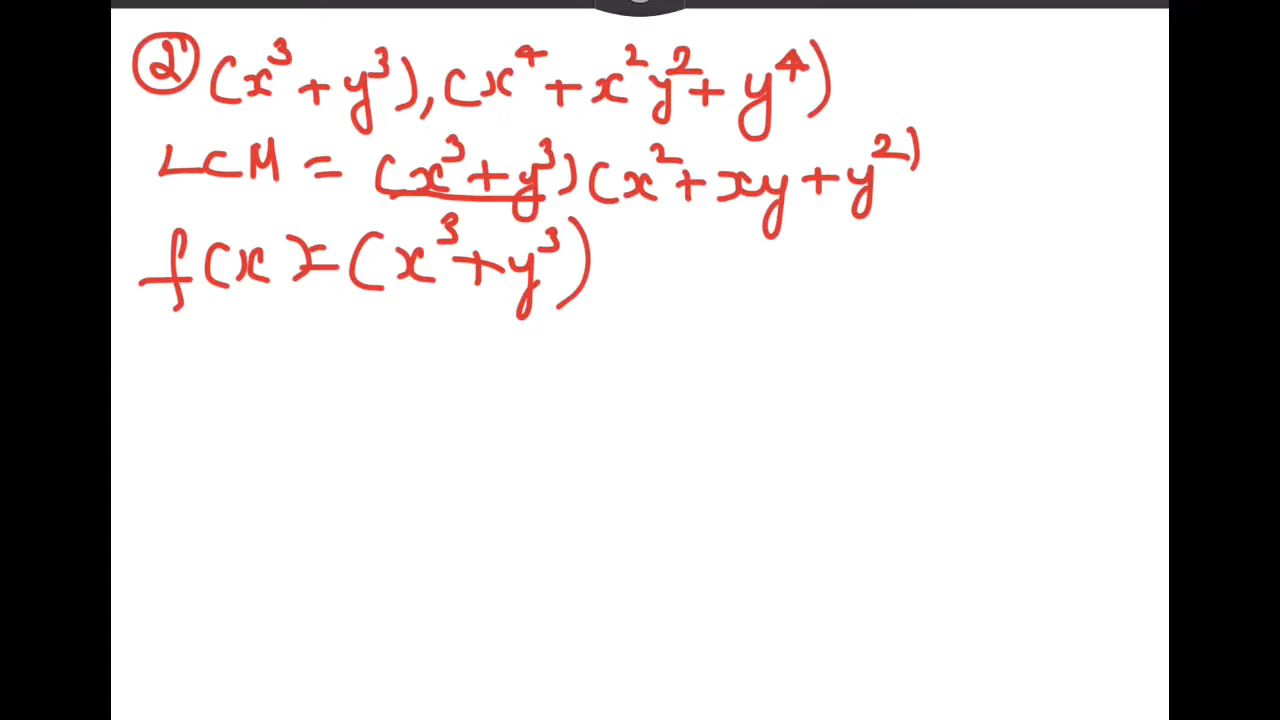 ② (x³ + y³), (x⁴ + x²y² + y⁴)
LCM = (x³ + y³)(x² + xy + y²)
f(x) = (x³ + y³)